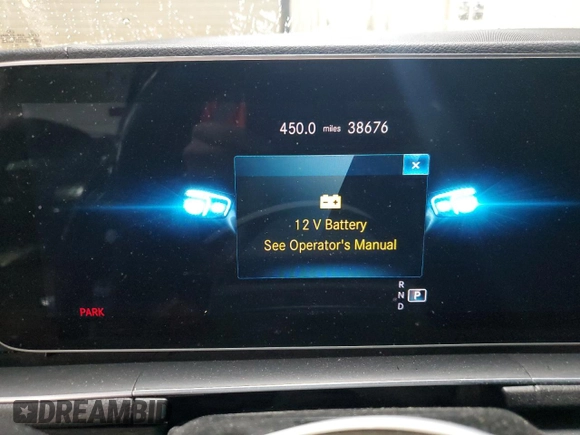 450.0 miles 38676
×
12 V Battery
See Operator's Manual
R
N P
D
PARK
DREAMBI